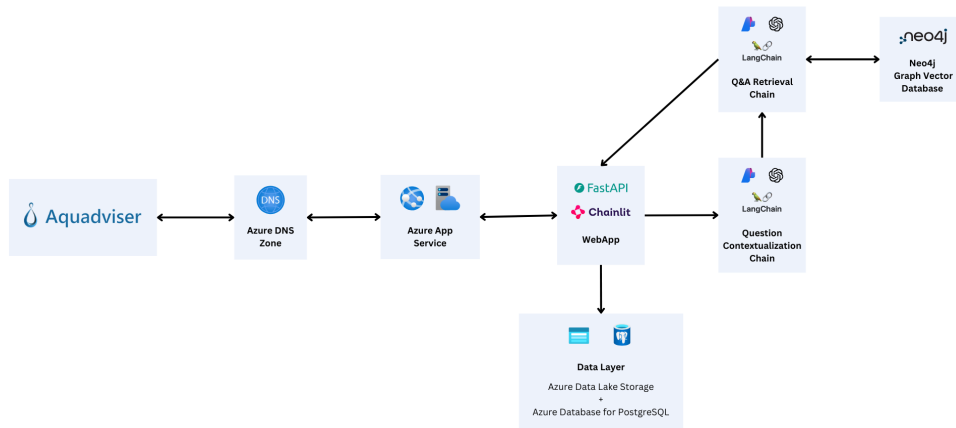 Aquadviser
DNS
Azure DNS
Zone
Azure App
Service
FastAPI
Chainlit
WebApp
LangChain
Q&A Retrieval
Chain
neo4j
Neo4j
Graph Vector
Database
LangChain
Question
Contextualization
Chain
Data Layer
Azure Data Lake Storage
+
Azure Database for PostgreSQL